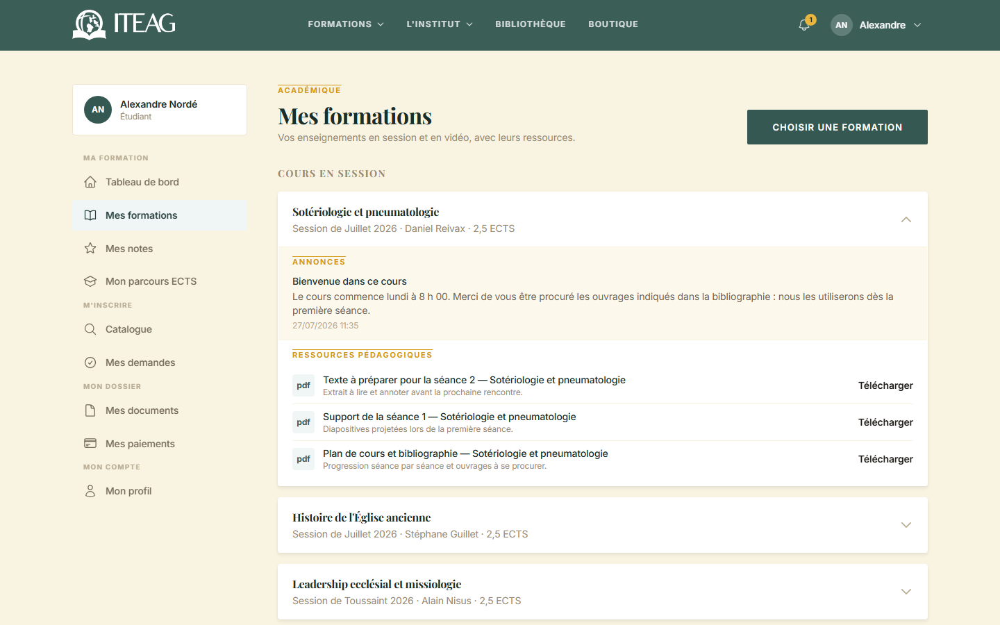 ITEAG
FORMATIONS
L'INSTITUT
BIBLIOTHÈQUE
BOUTIQUE
1
AN
Alexandre
AN
Alexandre Nordé
Étudiant
MA FORMATION
Tableau de bord
Mes formations
Mes notes
Mon parcours ECTS
M'INSCRIRE
Catalogue
Mes demandes
MON DOSSIER
Mes documents
Mes paiements
MON COMPTE
Mon profil
ACADÉMIQUE
Mes formations
Vos enseignements en session et en vidéo, avec leurs ressources.
CHOISIR UNE FORMATION
COURS EN SESSION
Sotériologie et pneumatologie
Session de Juillet 2026 · Daniel Reivax · 2,5 ECTS
ANNONCES
Bienvenue dans ce cours
Le cours commence lundi à 8 h 00. Merci de vous être procuré les ouvrages indiqués dans la bibliographie : nous les utiliserons dès la
première séance.
27/07/2026 11:35
RESSOURCES PÉDAGOGIQUES
pdf
Texte à préparer pour la séance 2 — Sotériologie et pneumatologie
Extrait à lire et annoter avant la prochaine rencontre.
Télécharger
pdf
Support de la séance 1 — Sotériologie et pneumatologie
Diapositives projetées lors de la première séance.
Télécharger
pdf
Plan de cours et bibliographie — Sotériologie et pneumatologie
Progression séance par séance et ouvrages à se procurer.
Télécharger
Histoire de l'Église ancienne
Session de Juillet 2026 · Stéphane Guillet · 2,5 ECTS
Leadership ecclésial et missiologie
Session de Toussaint 2026 · Alain Nisus · 2,5 ECTS